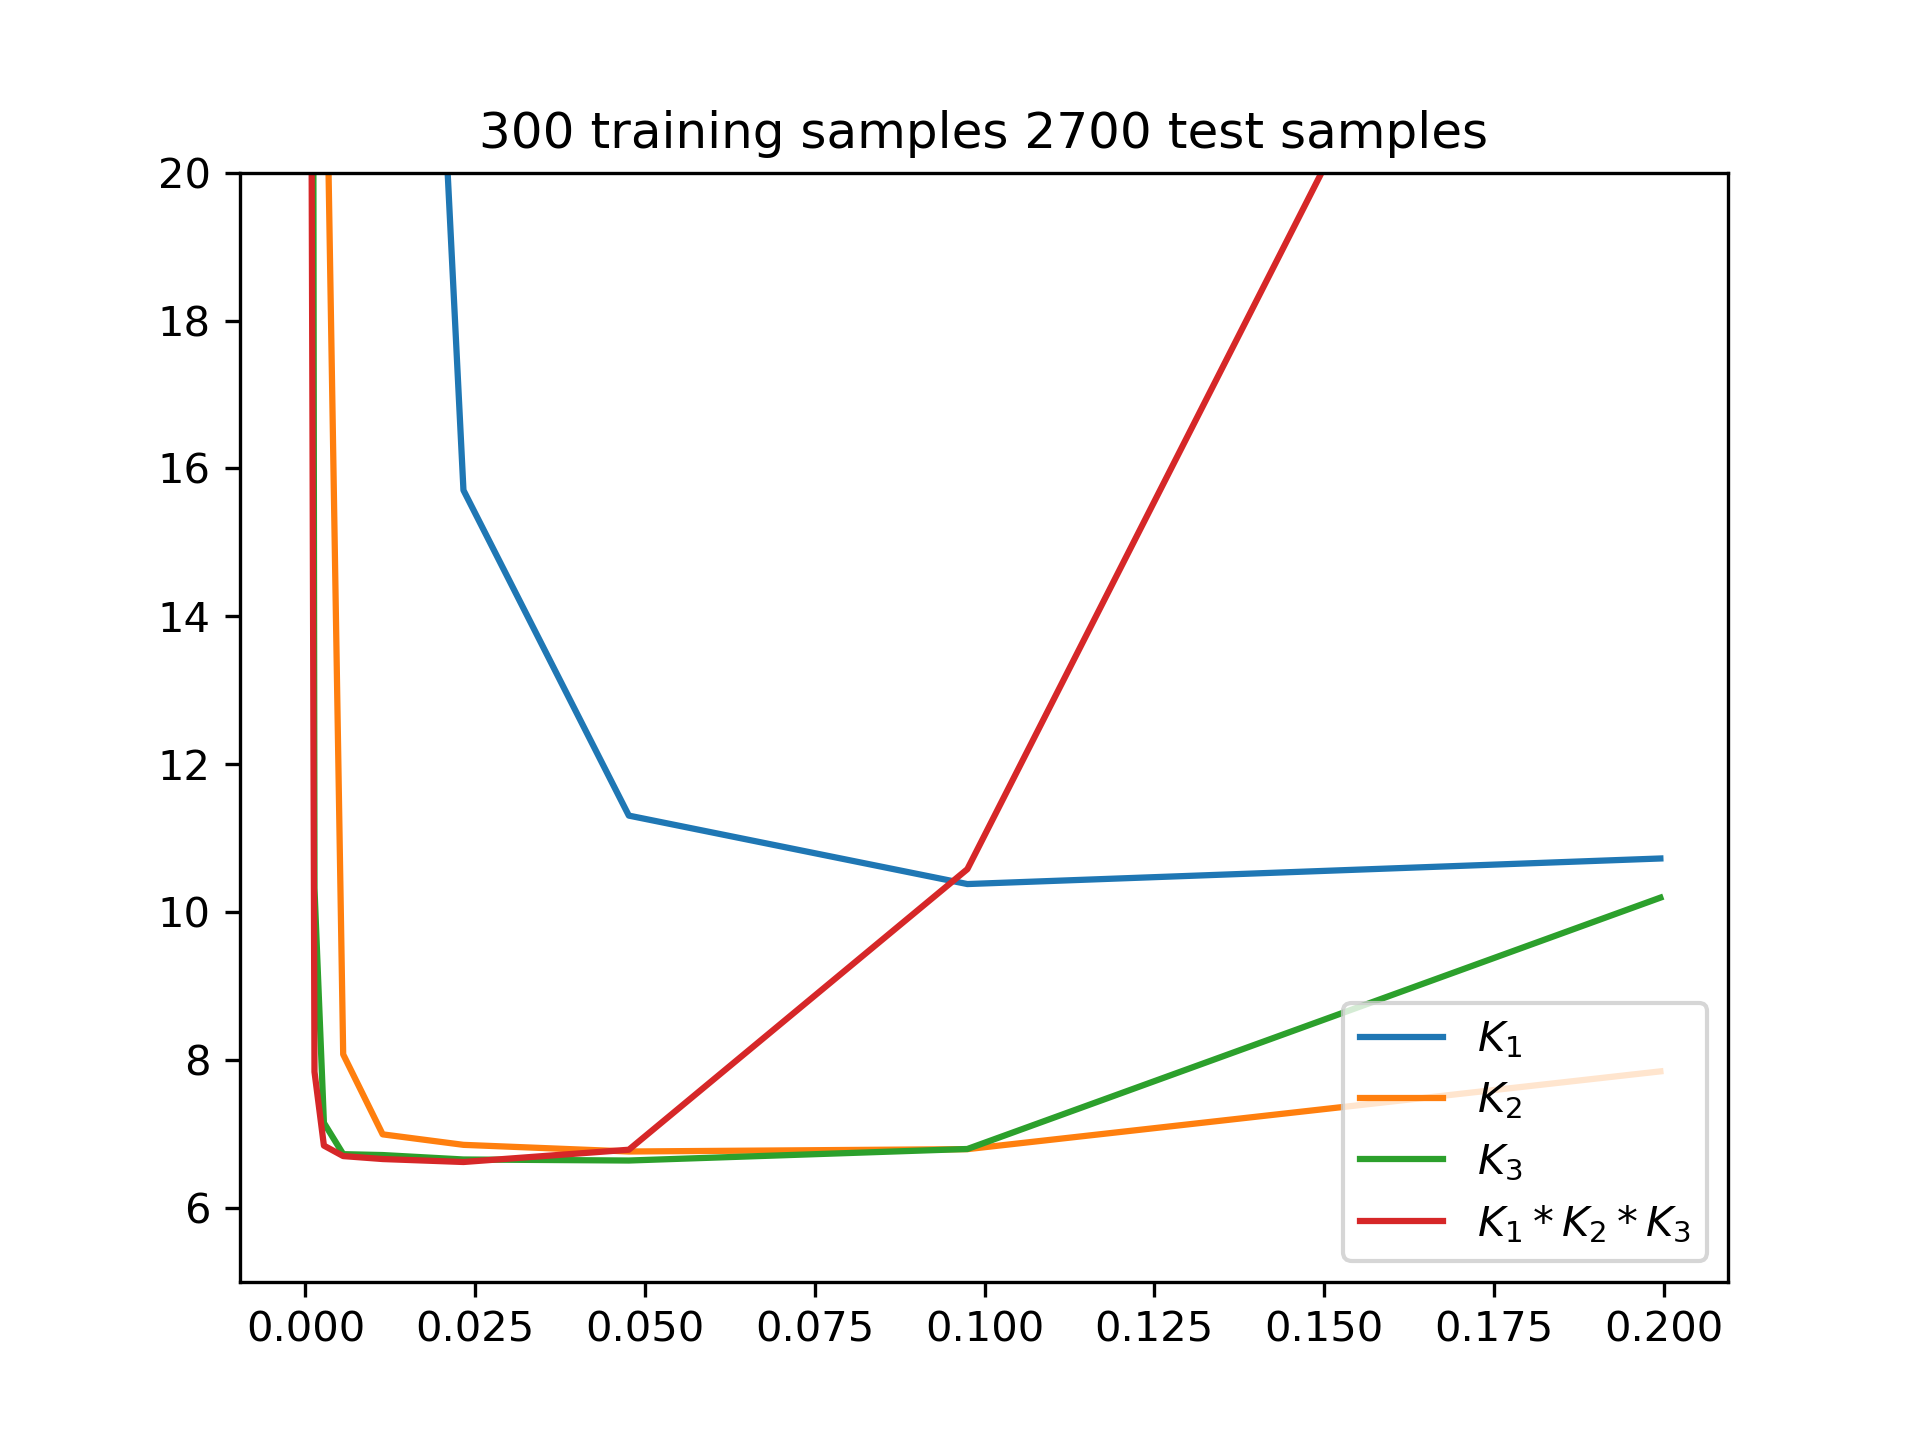 300 training samples 2700 test samples
20
18
16
14
12
10
8
6
K₁
K₂
K₃
K₁ * K₂ * K₃
0.000 0.025 0.050 0.075 0.100 0.125 0.150 0.175 0.200